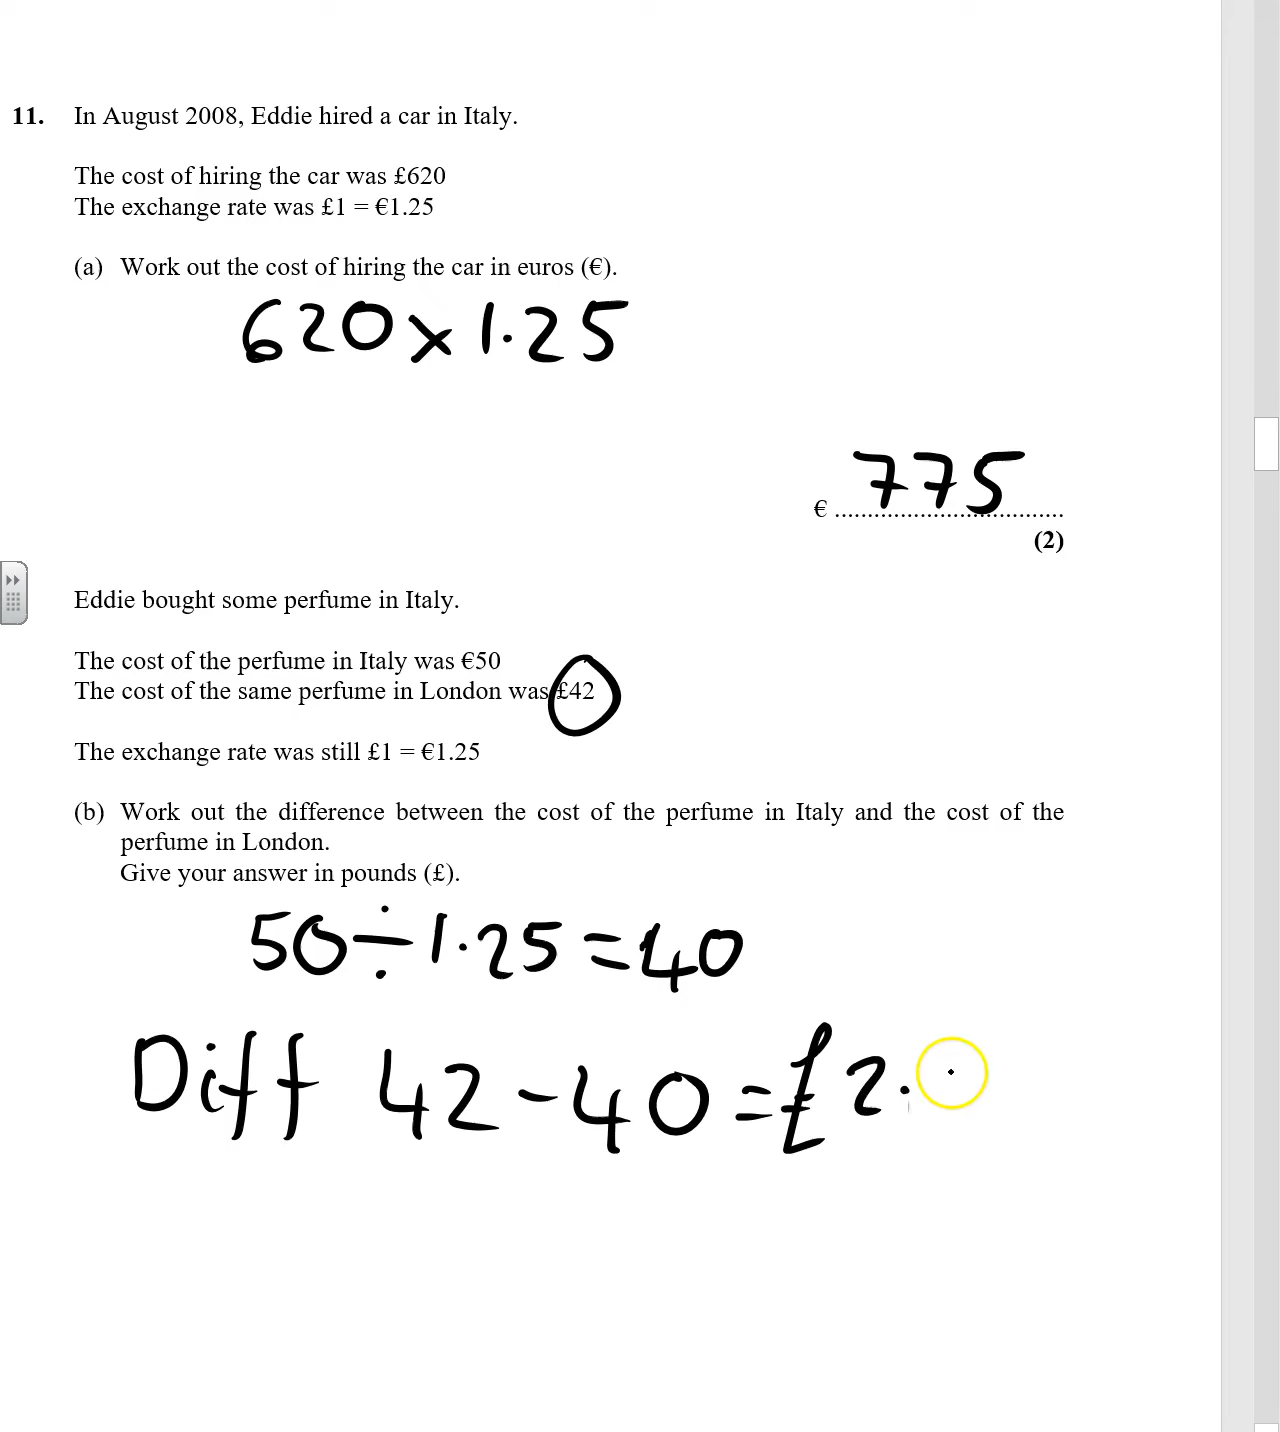 11. In August 2008, Eddie hired a car in Italy.
The cost of hiring the car was £620
The exchange rate was £1 = €1.25
(a) Work out the cost of hiring the car in euros (€).
620 × 1.25
775
€ ..................................
(2)
Eddie bought some perfume in Italy.
The cost of the perfume in Italy was €50
The cost of the same perfume in London was £42
The exchange rate was still £1 = €1.25
(b) Work out the difference between the cost of the perfume in Italy and the cost of the
perfume in London.
Give your answer in pounds (£).
50 ÷ 1.25 = 40
Diff 42 - 40 = £2.